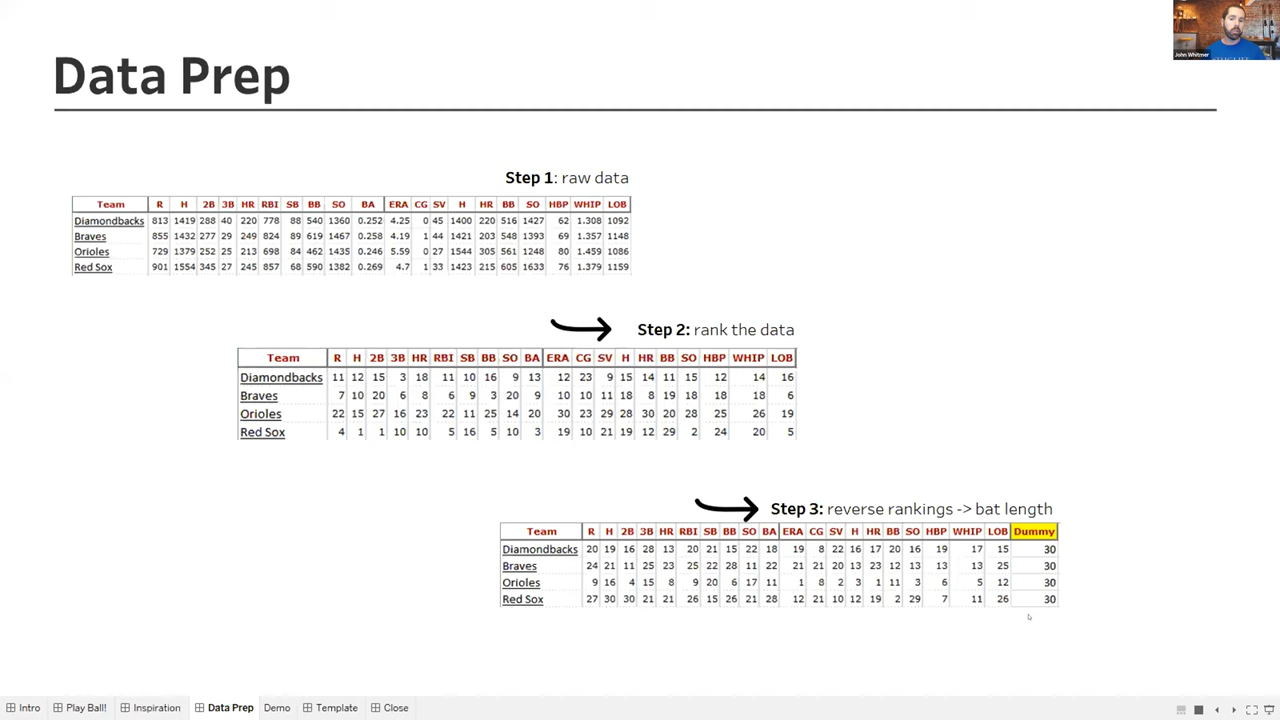 Data Prep
John Whitmer
Step 1: raw data
Team R H 2B 3B HR RBI SB BB SO BA ERA CG SV H HR BB SO HBP WHIP LOB
Diamondbacks 813 1419 288 40 220 778 88 540 1360 0.252 4.25 0 45 1400 220 516 1427 62 1.308 1092
Braves 855 1432 277 29 249 824 89 619 1467 0.258 4.19 1 44 1421 203 548 1393 69 1.357 1148
Orioles 729 1379 252 25 213 698 84 462 1435 0.246 5.59 0 27 1544 305 561 1248 80 1.459 1086
Red Sox 901 1554 345 27 245 857 68 590 1382 0.269 4.7 1 33 1423 215 605 1633 76 1.379 1159
Step 2: rank the data
Team R H 2B 3B HR RBI SB BB SO BA ERA CG SV H HR BB SO HBP WHIP LOB
Diamondbacks 11 12 15 3 18 11 10 16 9 13 12 23 9 15 14 11 15 12 14 16
Braves 7 10 20 6 8 6 9 3 20 9 10 10 11 18 8 19 18 18 18 6
Orioles 22 15 27 16 23 22 11 25 14 20 30 23 29 28 30 20 28 25 26 19
Red Sox 4 1 1 10 10 5 16 5 10 3 19 10 21 19 12 29 2 24 20 5
Step 3: reverse rankings -> bat length
Team R H 2B 3B HR RBI SB BB SO BA ERA CG SV H HR BB SO HBP WHIP LOB Dummy
Diamondbacks 20 19 16 28 13 20 21 15 22 18 19 8 22 16 17 20 16 19 17 15 30
Braves 24 21 11 25 23 25 22 28 11 22 21 21 20 13 23 12 13 13 13 25 30
Orioles 9 16 4 15 8 9 20 6 17 11 1 8 2 3 1 11 3 6 5 12 30
Red Sox 27 30 30 21 21 26 15 26 21 28 12 21 10 12 19 2 29 7 11 26 30
Intro Play Ball! Inspiration Data Prep Demo Template Close